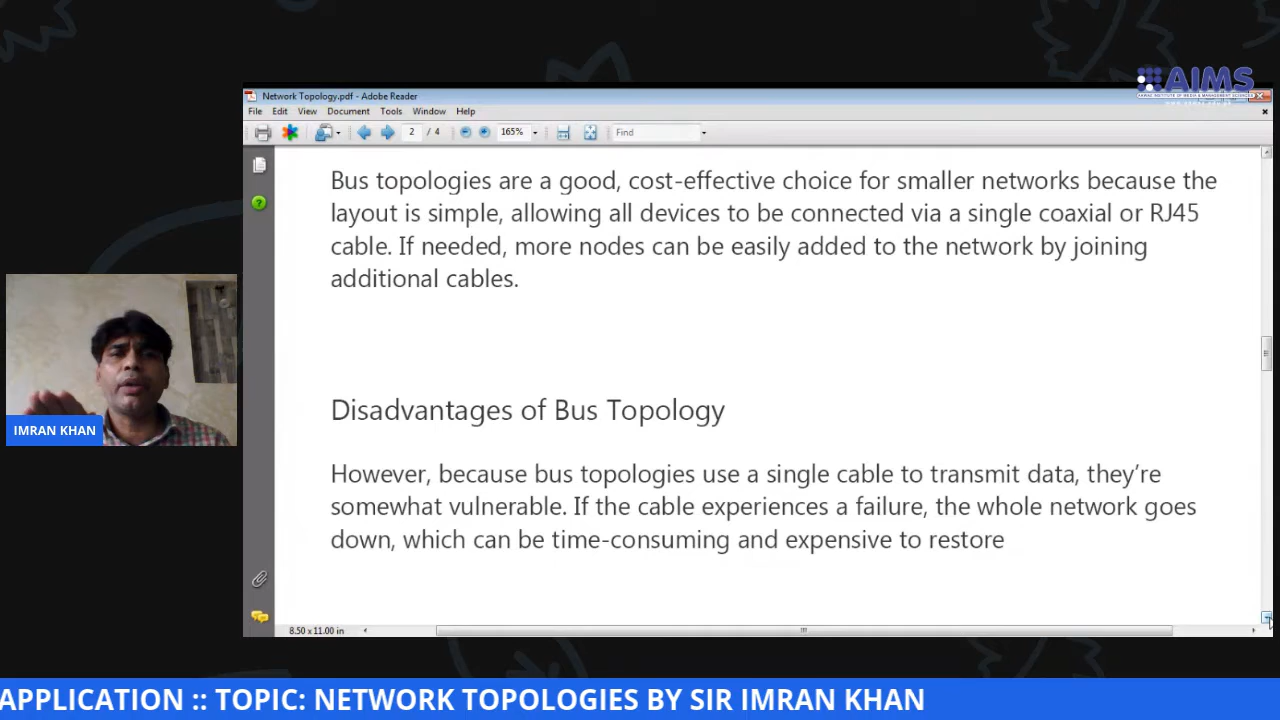 AIMS
Network Topology.pdf - Adobe Reader
File Edit View Document Tools Window Help
2 / 4 165% Find
Bus topologies are a good, cost-effective choice for smaller networks because the
layout is simple, allowing all devices to be connected via a single coaxial or RJ45
cable. If needed, more nodes can be easily added to the network by joining
additional cables.
Disadvantages of Bus Topology
However, because bus topologies use a single cable to transmit data, they’re
somewhat vulnerable. If the cable experiences a failure, the whole network goes
down, which can be time-consuming and expensive to restore
IMRAN KHAN
8.50 x 11.00 in
APPLICATION :: TOPIC: NETWORK TOPOLOGIES BY SIR IMRAN KHAN